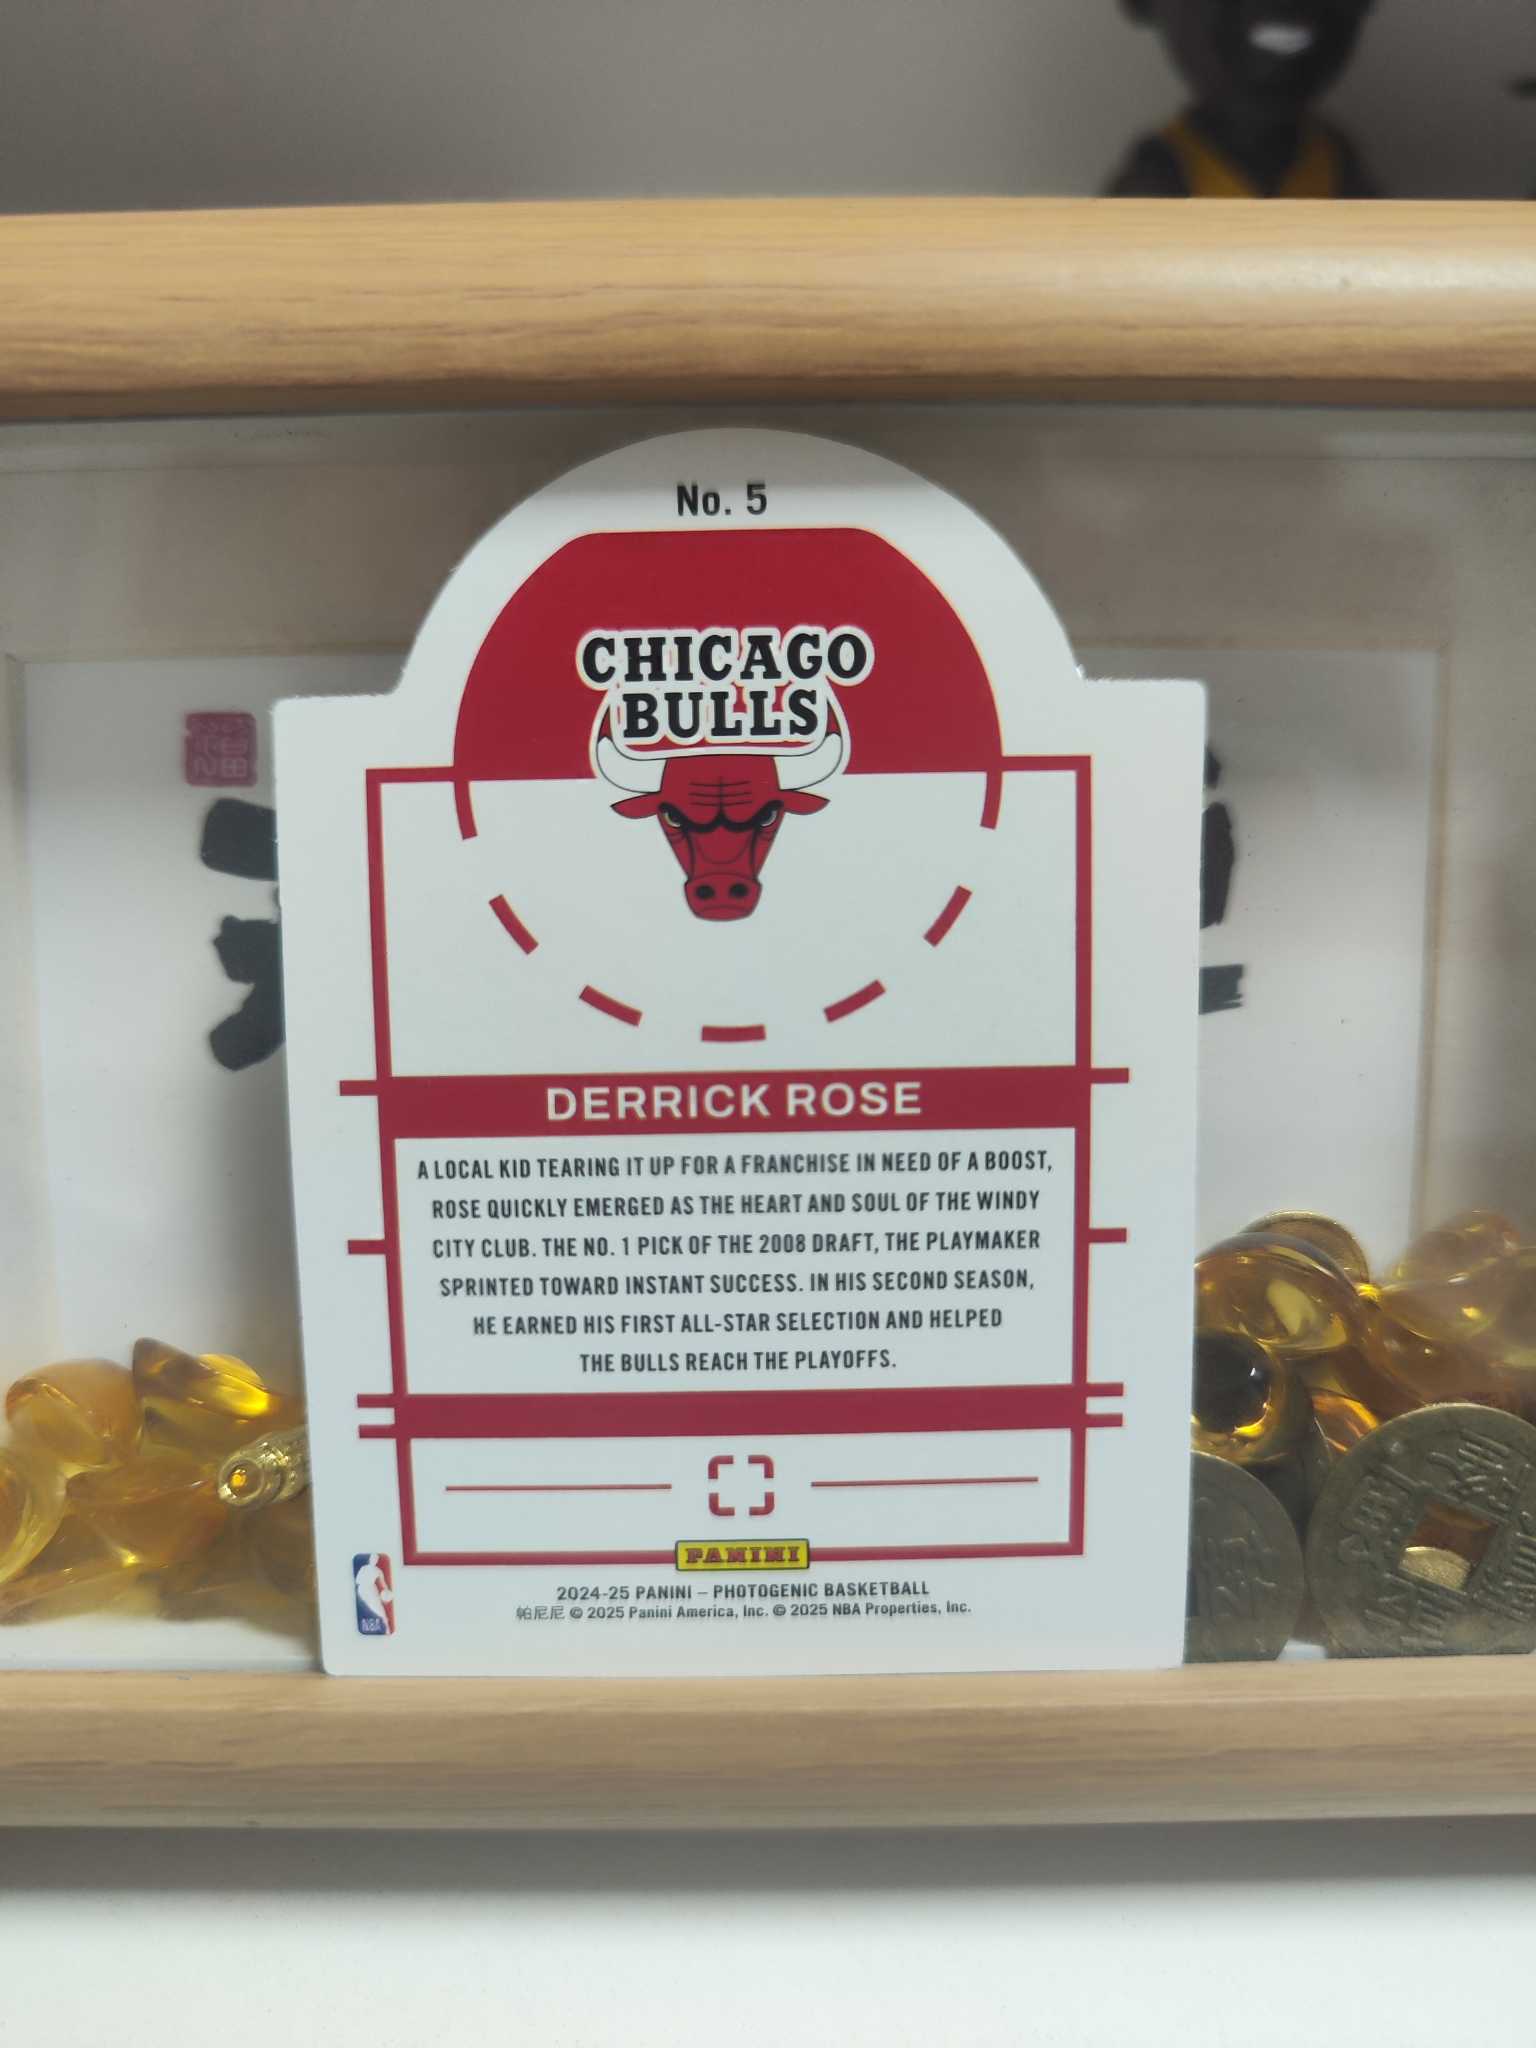 No. 5
CHICAGO
BULLS
DERRICK ROSE
A LOCAL KID TEARING IT UP FOR A FRANCHISE IN NEED OF A BOOST,
ROSE QUICKLY EMERGED AS THE HEART AND SOUL OF THE WINDY
CITY CLUB. THE NO. 1 PICK OF THE 2008 DRAFT, THE PLAYMAKER
SPRINTED TOWARD INSTANT SUCCESS. IN HIS SECOND SEASON,
HE EARNED HIS FIRST ALL-STAR SELECTION AND HELPED
THE BULLS REACH THE PLAYOFFS.
PANINI
NBA
2024-25 PANINI – PHOTOGENIC BASKETBALL
帕尼尼 © 2025 Panini America, Inc. © 2025 NBA Properties, Inc.